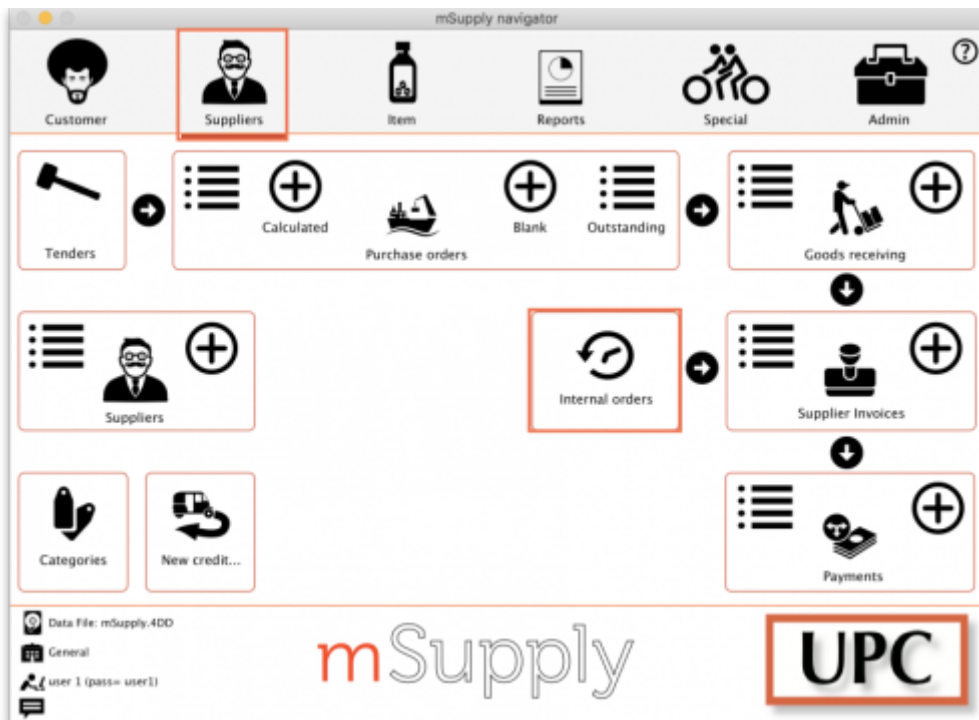 mSupply navigator
?
Customer
Suppliers
Item
Reports
Special
Admin
Calculated
Blank
Outstanding
Tenders
Purchase orders
Goods receiving
Internal orders
Suppliers
Supplier Invoices
Categories
New credit...
Payments
Data File: mSupply.4DD
General
user 1 (pass= user1)
mSupply
UPC